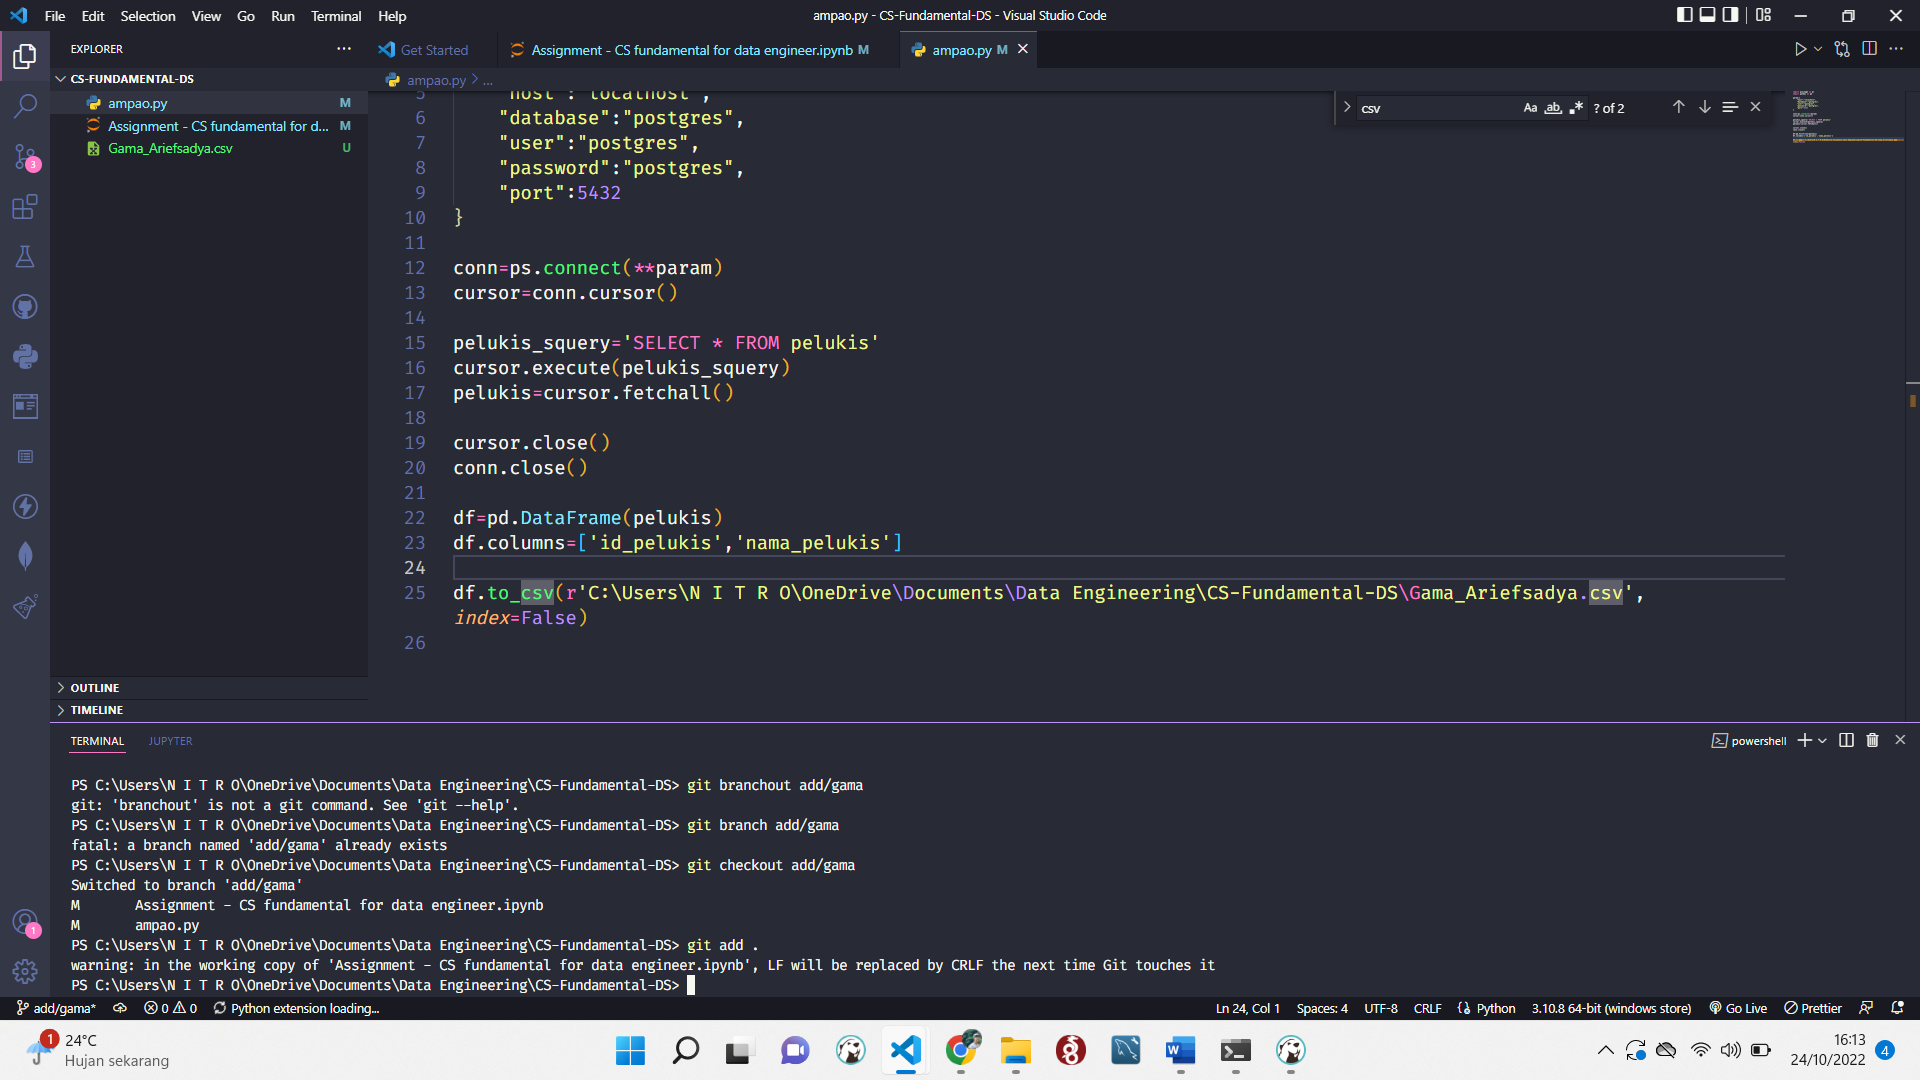 File Edit Selection View Go Run Terminal Help
ampao.py - CS-Fundamental-DS - Visual Studio Code
EXPLORER
Get Started
Assignment - CS fundamental for data engineer.ipynb M
ampao.py M
CS-FUNDAMENTAL-DS
ampao.py M
Assignment - CS fundamental for d... M
Gama_Ariefsadya.csv U
ampao.py > ...
csv
Aa ab .* ? of 2
5 "host":"localhost",
6 "database":"postgres",
7 "user":"postgres",
8 "password":"postgres",
9 "port":5432
10 }
11
12 conn=ps.connect(**param)
13 cursor=conn.cursor()
14
15 pelukis_squery='SELECT * FROM pelukis'
16 cursor.execute(pelukis_squery)
17 pelukis=cursor.fetchall()
18
19 cursor.close()
20 conn.close()
21
22 df=pd.DataFrame(pelukis)
23 df.columns=['id_pelukis','nama_pelukis']
24
25 df.to_csv(r'C:\Users\N I T R O\OneDrive\Documents\Data Engineering\CS-Fundamental-DS\Gama_Ariefsadya.csv',
index=False)
26
3
1
OUTLINE
TIMELINE
TERMINAL JUPYTER
powershell
PS C:\Users\N I T R O\OneDrive\Documents\Data Engineering\CS-Fundamental-DS> git branchout add/gama
git: 'branchout' is not a git command. See 'git --help'.
PS C:\Users\N I T R O\OneDrive\Documents\Data Engineering\CS-Fundamental-DS> git branch add/gama
fatal: a branch named 'add/gama' already exists
PS C:\Users\N I T R O\OneDrive\Documents\Data Engineering\CS-Fundamental-DS> git checkout add/gama
Switched to branch 'add/gama'
M Assignment - CS fundamental for data engineer.ipynb
M ampao.py
PS C:\Users\N I T R O\OneDrive\Documents\Data Engineering\CS-Fundamental-DS> git add .
warning: in the working copy of 'Assignment - CS fundamental for data engineer.ipynb', LF will be replaced by CRLF the next time Git touches it
PS C:\Users\N I T R O\OneDrive\Documents\Data Engineering\CS-Fundamental-DS>
add/gama* 0 0 Python extension loading... Ln 24, Col 1 Spaces: 4 UTF-8 CRLF Python 3.10.8 64-bit (windows store) Go Live Prettier
1
24°C
Hujan sekarang
16:13
24/10/2022
4